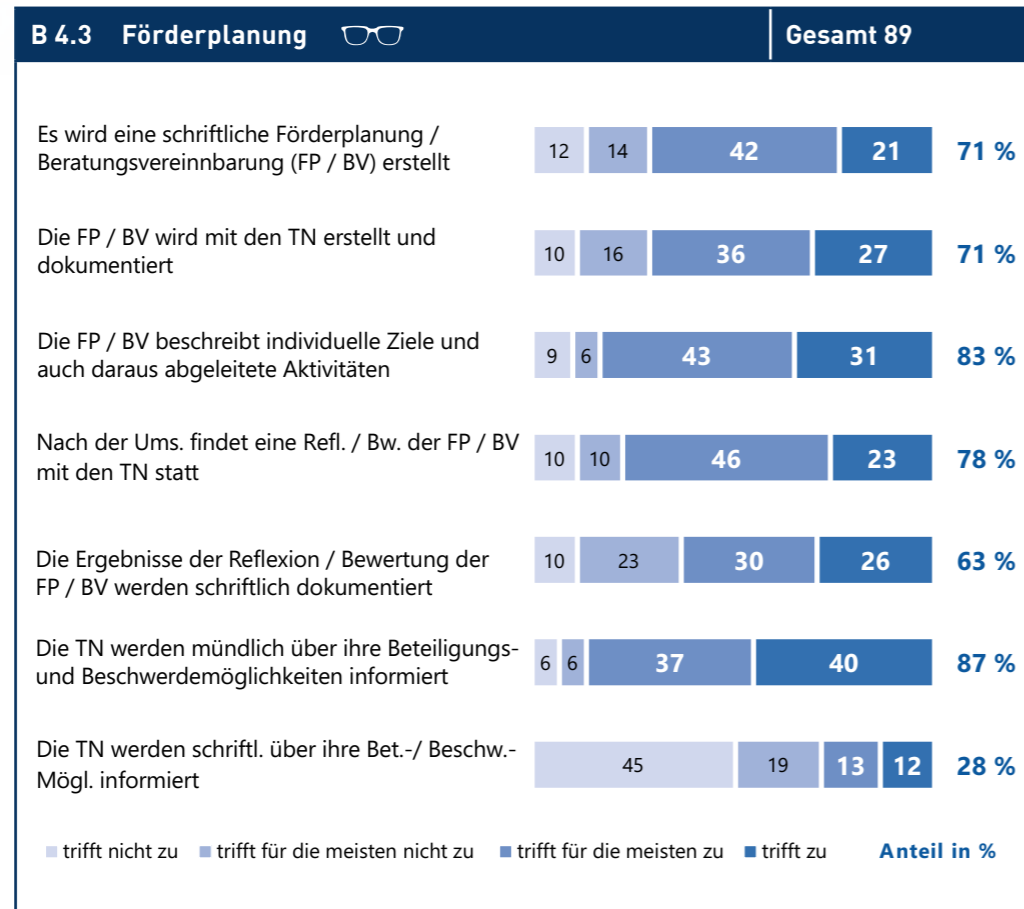 B 4.3 Förderplanung
Gesamt 89
Es wird eine schriftliche Förderplanung /
Beratungsvereinnbarung (FP / BV) erstellt
12 14 42 21 71 %
Die FP / BV wird mit den TN erstellt und
dokumentiert
10 16 36 27 71 %
Die FP / BV beschreibt individuelle Ziele und
auch daraus abgeleitete Aktivitäten
9 6 43 31 83 %
Nach der Ums. findet eine Refl. / Bw. der FP / BV
mit den TN statt
10 10 46 23 78 %
Die Ergebnisse der Reflexion / Bewertung der
FP / BV werden schriftlich dokumentiert
10 23 30 26 63 %
Die TN werden mündlich über ihre Beteiligungs-
und Beschwerdemöglichkeiten informiert
6 6 37 40 87 %
Die TN werden schriftl. über ihre Bet.-/ Beschw.-
Mögl. informiert
45 19 13 12 28 %
trifft nicht zu trifft für die meisten nicht zu trifft für die meisten zu trifft zu Anteil in %